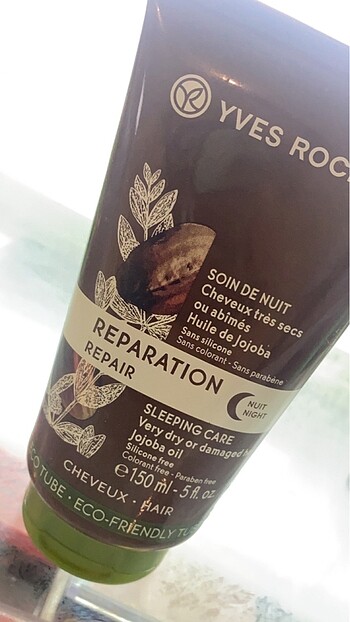 YVES ROC
SOIN DE NUIT
Cheveux très secs
ou abîmés
Huile de Jojoba
Sans silicone
Sans colorant - Sans parabène
REPARATION
REPAIR
NUIT
NIGHT
SLEEPING CARE
Very dry or damaged h
Jojoba oil
Silicone free
Colorant free - Paraben free
℮150 ml - 5 fl. oz.
CHEVEUX • HAIR
CO TUBE • ECO-FRIENDLY TU